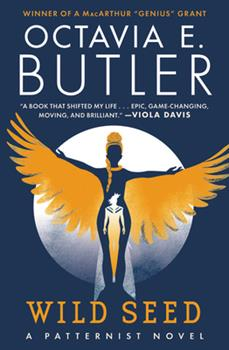 WINNER OF A MACARTHUR "GENIUS" GRANT
OCTAVIA E.
BUTLER
"A BOOK THAT SHIFTED MY LIFE . . . EPIC, GAME-CHANGING,
MOVING, AND BRILLIANT." —VIOLA DAVIS
WILD SEED
A PATTERNIST NOVEL